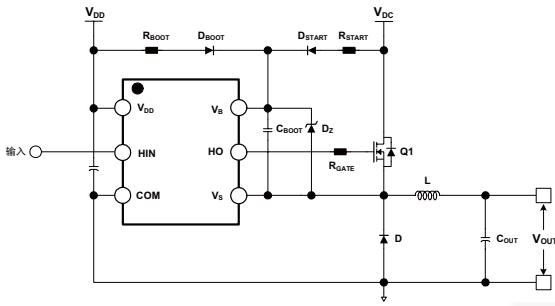 VDD
VDC
RBOOT
DBOOT
DSTART
RSTART
VDD
VB
CBOOT
DZ
输入
HIN
HO
RGATE
Q1
COM
VS
L
D
COUT
VOUT